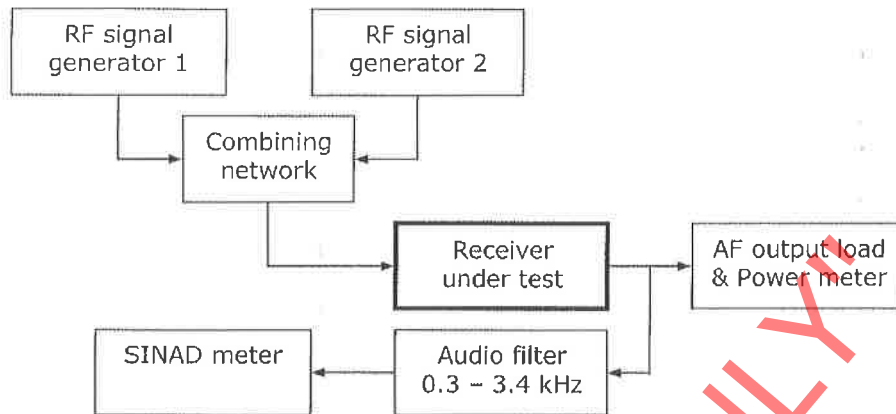 RF signal
generator 1
RF signal
generator 2
Combining
network
Receiver
under test
AF output load
& Power meter
SINAD meter
Audio filter
0.3 – 3.4 kHz